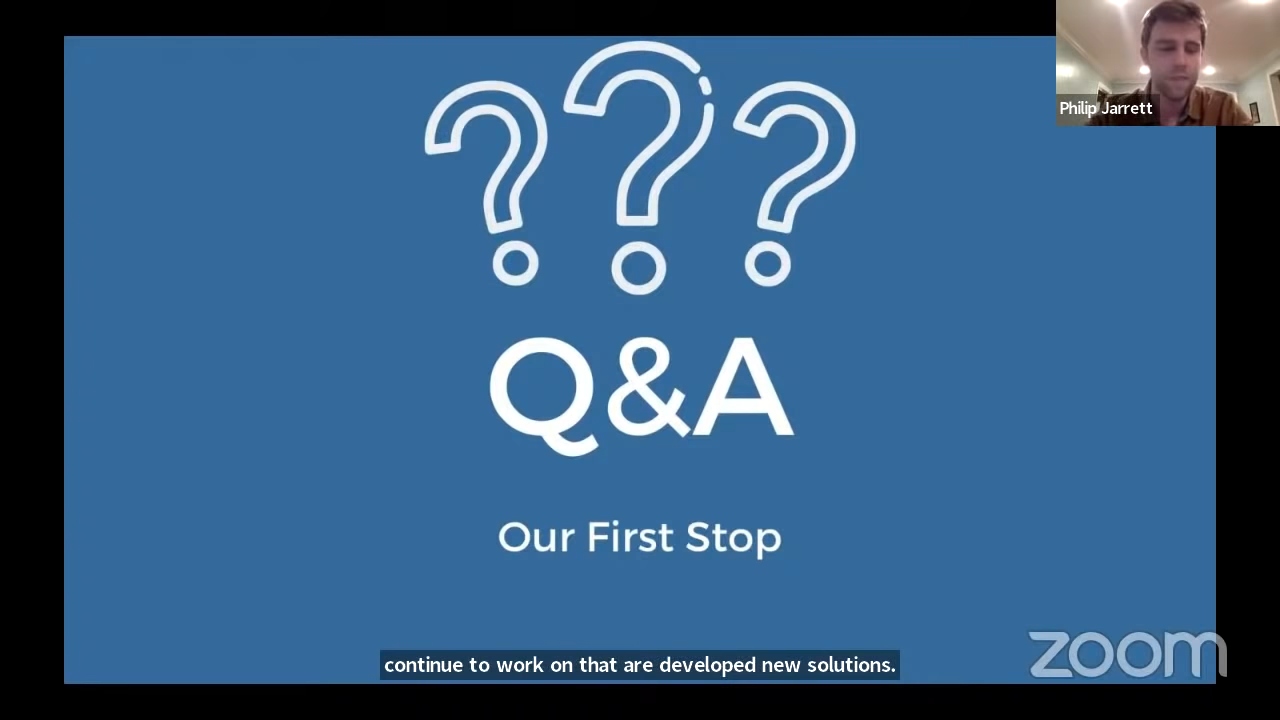 Philip Jarrett
???
Q&A
Our First Stop
continue to work on that are developed new solutions.
zoom